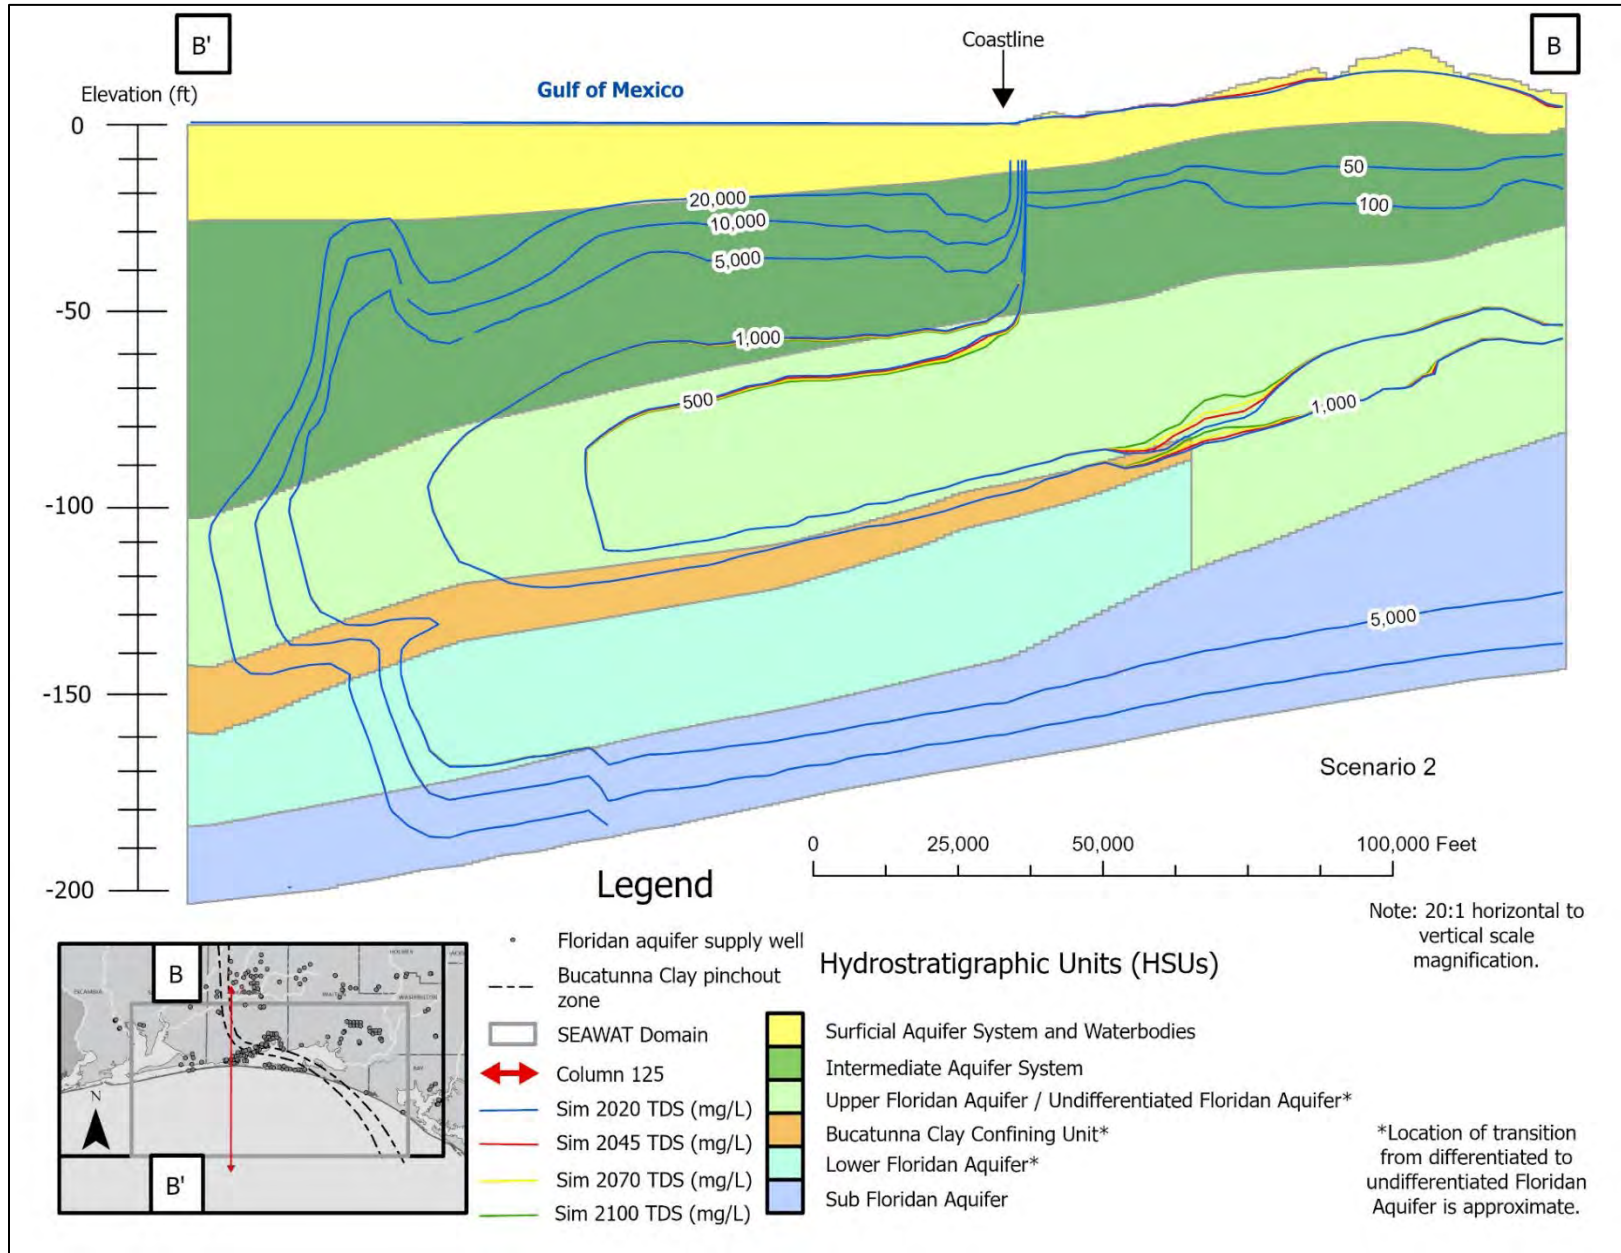 B'
Coastline
B
Elevation (ft)
Gulf of Mexico
0
-50
-100
-150
-200
20,000
10,000
5,000
1,000
500
50
100
1,000
5,000
Scenario 2
0
25,000
50,000
100,000 Feet
Note: 20:1 horizontal to
vertical scale
magnification.
Legend
Floridan aquifer supply well
Bucatunna Clay pinchout
zone
SEAWAT Domain
Column 125
Sim 2020 TDS (mg/L)
Sim 2045 TDS (mg/L)
Sim 2070 TDS (mg/L)
Sim 2100 TDS (mg/L)
Hydrostratigraphic Units (HSUs)
Surficial Aquifer System and Waterbodies
Intermediate Aquifer System
Upper Floridan Aquifer / Undifferentiated Floridan Aquifer*
Bucatunna Clay Confining Unit*
Lower Floridan Aquifer*
Sub Floridan Aquifer
*Location of transition
from differentiated to
undifferentiated Floridan
Aquifer is approximate.
B
WASHINGTON
N
B'